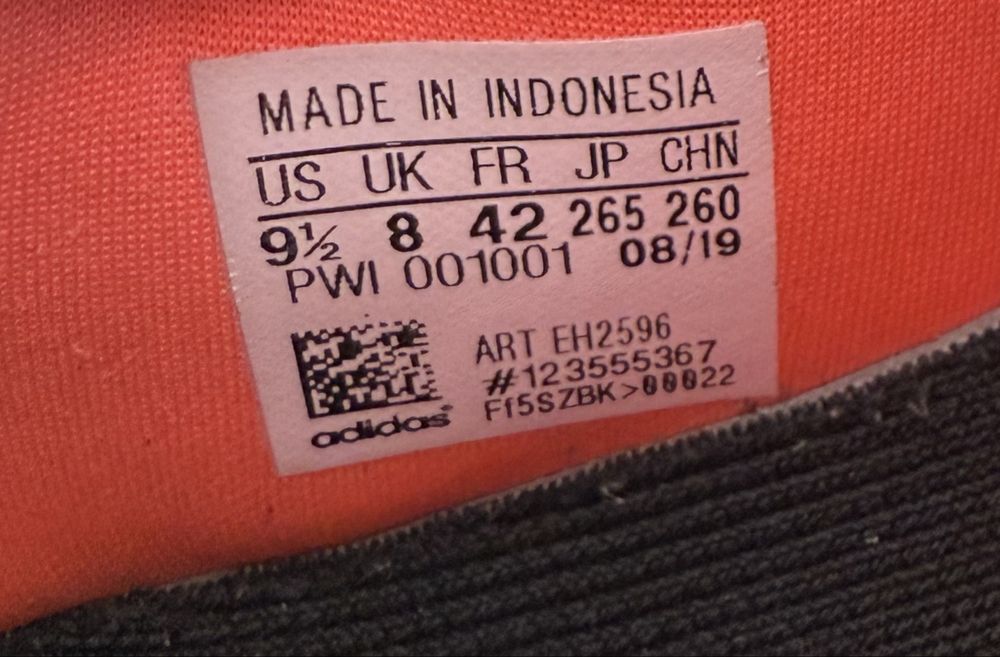 MADE IN INDONESIA
US UK FR JP CHN
9½ 8 42 265 260
PWI 001001 08/19
ART EH2596
#123555367
Ff5SZBK>00022
adidas